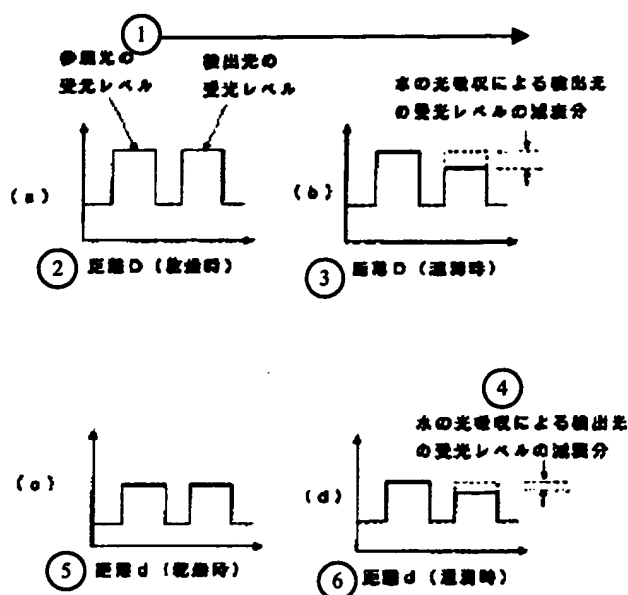 ①
参照光の
受光レベル
検出光の
受光レベル
水の光吸収による検出光
の受光レベルの減衰分
(a)
(b)
② 距離D(乾燥時)
③ 距離D(湿潤時)
④
水の光吸収による検出光
の受光レベルの減衰分
(c)
(d)
⑤ 距離d(乾燥時)
⑥ 距離d(湿潤時)